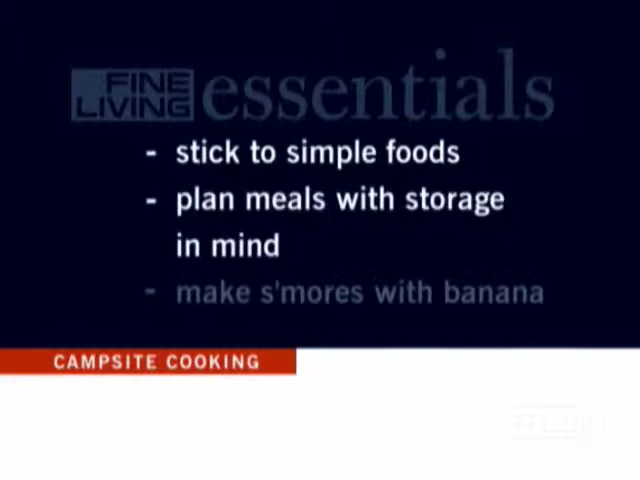 FINE
LIVING essentials
- stick to simple foods
- plan meals with storage
in mind
- make s'mores with banana
CAMPSITE COOKING